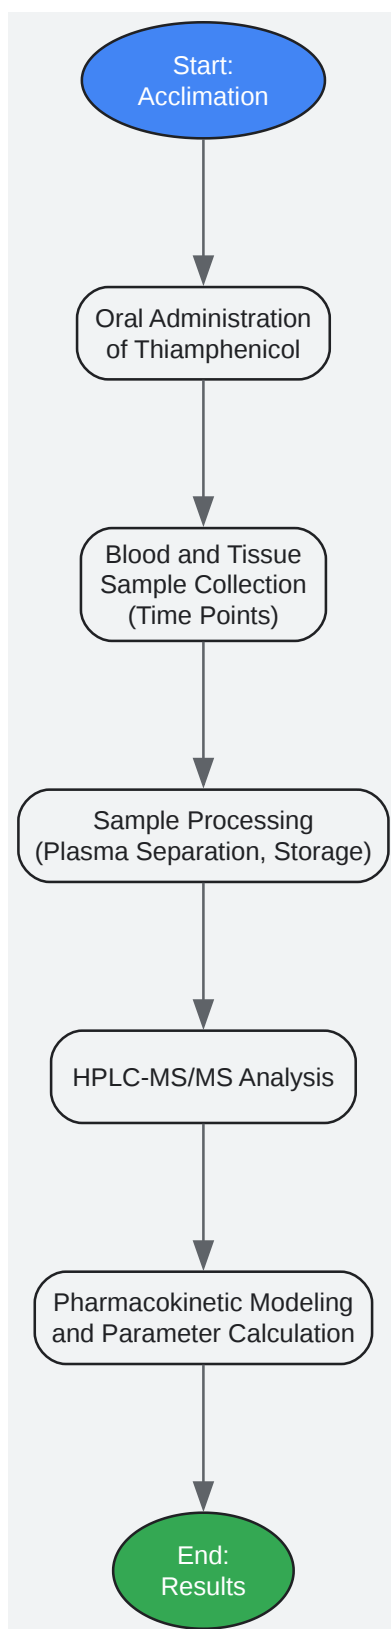 Start:
Acclimation
Oral Administration
of Thiamphenicol
Blood and Tissue
Sample Collection
(Time Points)
Sample Processing
(Plasma Separation, Storage)
HPLC-MS/MS Analysis
Pharmacokinetic Modeling
and Parameter Calculation
End:
Results